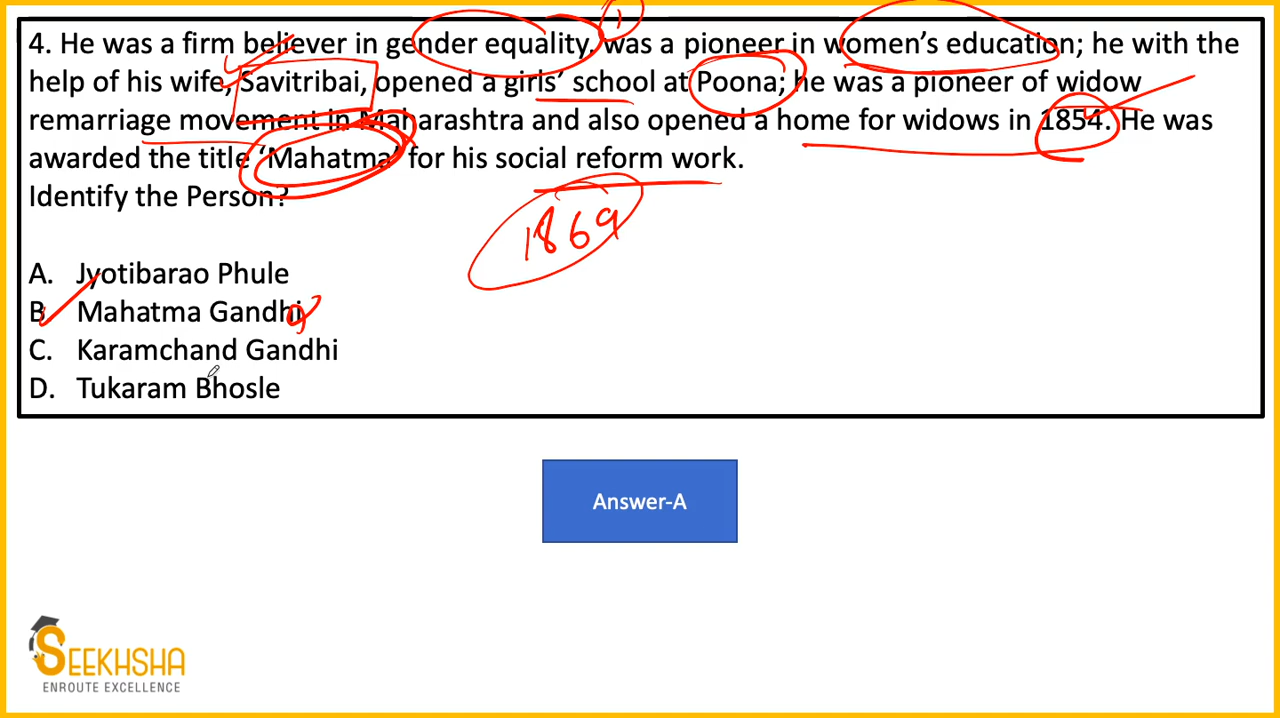 4. He was a firm believer in gender equality, was a pioneer in women's education; he with the
help of his wife, Savitribai, opened a girls' school at Poona; he was a pioneer of widow
remarriage movement in Maharashtra and also opened a home for widows in 1854. He was
awarded the title 'Mahatma' for his social reform work.
Identify the Person?
1
1869
A. Jyotibarao Phule
B. Mahatma Gandhi
C. Karamchand Gandhi
D. Tukaram Bhosle
Answer-A
SEEKHSHA
ENROUTE EXCELLENCE